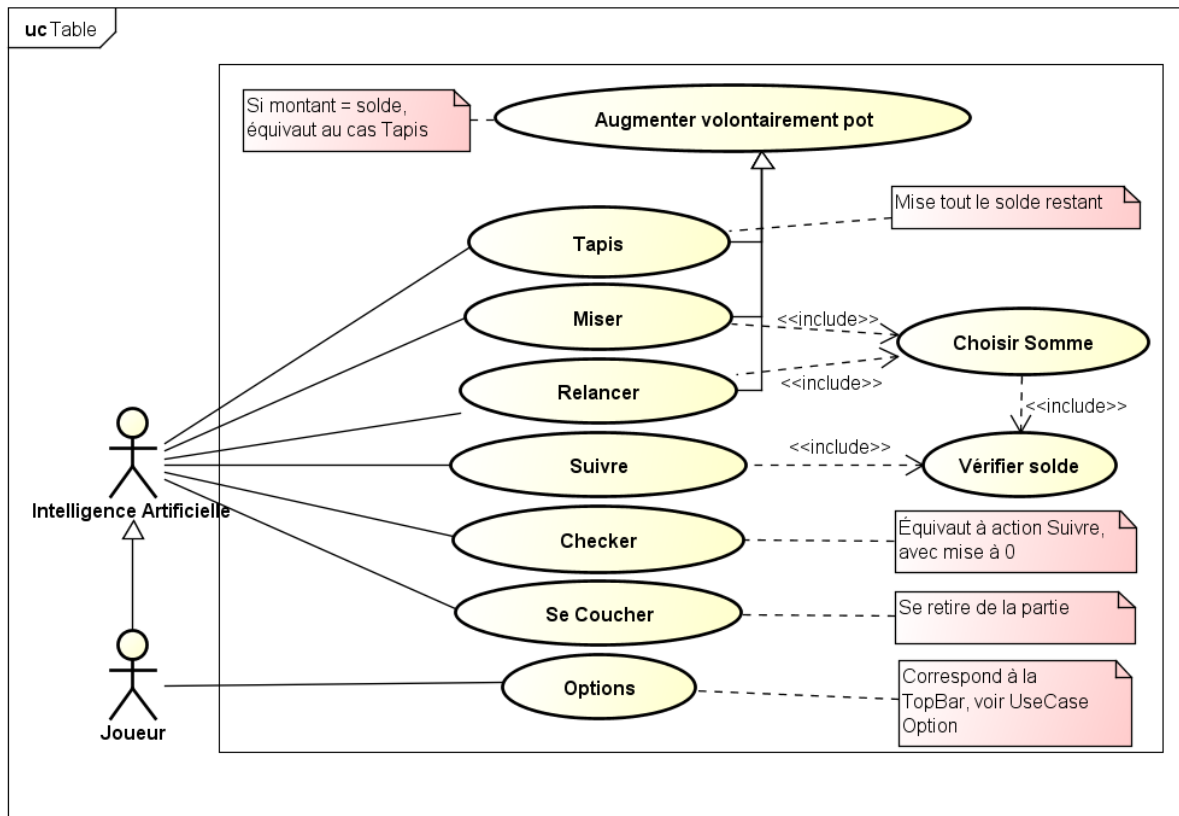 uc Table
Si montant = solde,
équivaut au cas Tapis
Augmenter volontairement pot
Mise tout le solde restant
Tapis
Miser
<<include>>
Choisir Somme
Relancer
<<include>>
<<include>>
Suivre
<<include>>
Vérifier solde
Intelligence Artificielle
Checker
Équivaut à action Suivre,
avec mise à 0
Se Coucher
Se retire de la partie
Options
Correspond à la
TopBar, voir UseCase
Option
Joueur